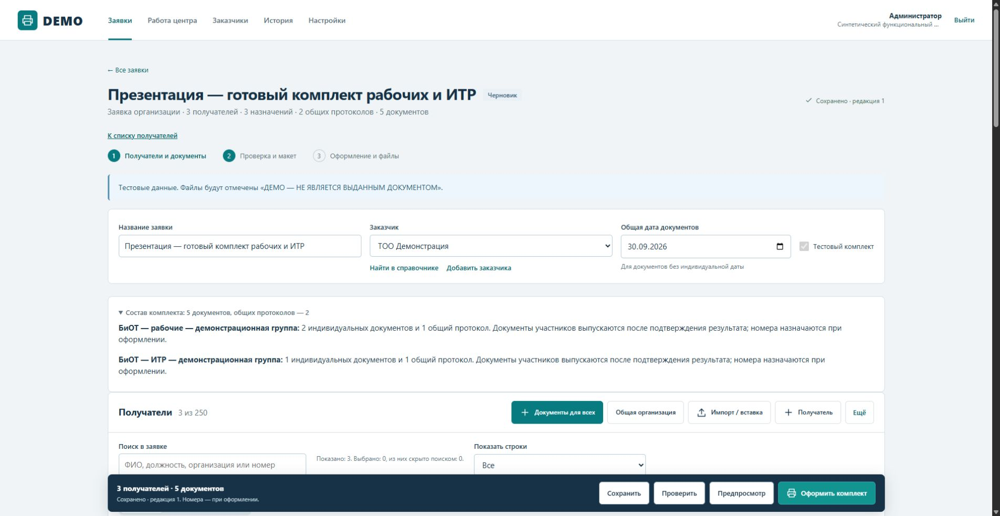 DEMO
Заявки
Работа центра
Заказчики
История
Настройки
Администратор
Синтетический функциональный ...
Выйти
← Все заявки
Презентация — готовый комплект рабочих и ИТР
Черновик
Заявка организации · 3 получателей · 3 назначений · 2 общих протоколов · 5 документов
Сохранено · редакция 1
К списку получателей
1 Получатели и документы
2 Проверка и макет
3 Оформление и файлы
Тестовые данные. Файлы будут отмечены «ДЕМО — НЕ ЯВЛЯЕТСЯ ВЫДАННЫМ ДОКУМЕНТОМ».
Название заявки
Презентация — готовый комплект рабочих и ИТР
Заказчик
ТОО Демонстрация
Найти в справочнике
Добавить заказчика
Общая дата документов
30.09.2026
Для документов без индивидуальной даты
Тестовый комплект
▼ Состав комплекта: 5 документов, общих протоколов — 2
БиОТ — рабочие — демонстрационная группа: 2 индивидуальных документов и 1 общий протокол. Документы участников выпускаются после подтверждения результата; номера назначаются при
оформлении.
БиОТ — ИТР — демонстрационная группа: 1 индивидуальных документов и 1 общий протокол. Документы участников выпускаются после подтверждения результата; номера назначаются при
оформлении.
Получатели 3 из 250
+ Документы для всех
Общая организация
Импорт / вставка
+ Получатель
Ещё
Поиск в заявке
ФИО, должность, организация или номер
Показано: 3. Выбрано: 0, из них скрыто поиском: 0.
Показать строки
Все
3 получателей · 5 документов
Сохранено · редакция 1. Номера — при оформлении.
Сохранить
Проверить
Предпросмотр
Оформить комплект